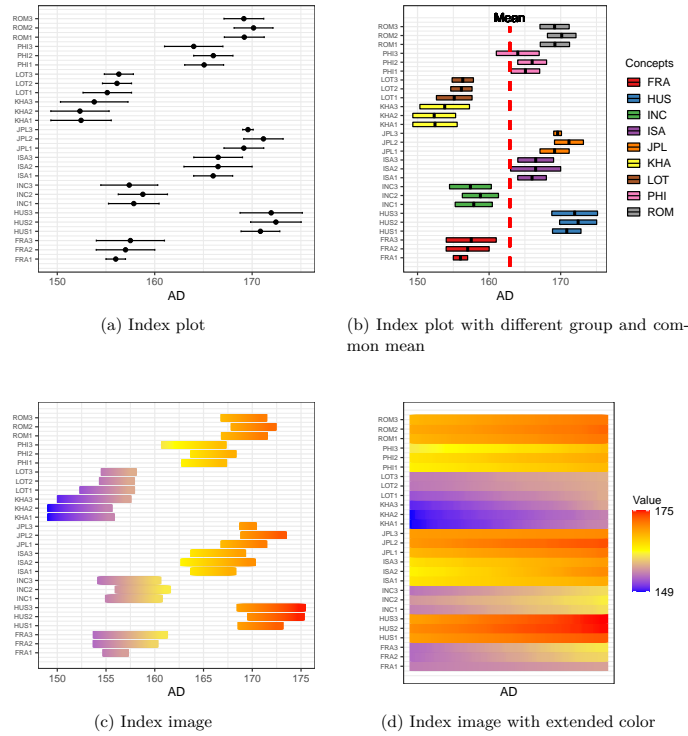 ROM3
ROM2
ROM1
PHI3
PHI2
PHI1
LOT3
LOT2
LOT1
KHA3
KHA2
KHA1
JPL3
JPL2
JPL1
ISA3
ISA2
ISA1
INC3
INC2
INC1
HUS3
HUS2
HUS1
FRA3
FRA2
FRA1
150 160 170
AD
(a) Index plot
Mean
ROM3
ROM2
ROM1
PHI3
PHI2
PHI1
LOT3
LOT2
LOT1
KHA3
KHA2
KHA1
JPL3
JPL2
JPL1
ISA3
ISA2
ISA1
INC3
INC2
INC1
HUS3
HUS2
HUS1
FRA3
FRA2
FRA1
150 160 170
AD
Concepts
FRA
HUS
INC
ISA
JPL
KHA
LOT
PHI
ROM
(b) Index plot with different group and com-
mon mean
ROM3
ROM2
ROM1
PHI3
PHI2
PHI1
LOT3
LOT2
LOT1
KHA3
KHA2
KHA1
JPL3
JPL2
JPL1
ISA3
ISA2
ISA1
INC3
INC2
INC1
HUS3
HUS2
HUS1
FRA3
FRA2
FRA1
150 155 160 165 170 175
AD
(c) Index image
ROM3
ROM2
ROM1
PHI3
PHI2
PHI1
LOT3
LOT2
LOT1
KHA3
KHA2
KHA1
JPL3
JPL2
JPL1
ISA3
ISA2
ISA1
INC3
INC2
INC1
HUS3
HUS2
HUS1
FRA3
FRA2
FRA1
AD
Value
175
149
(d) Index image with extended color